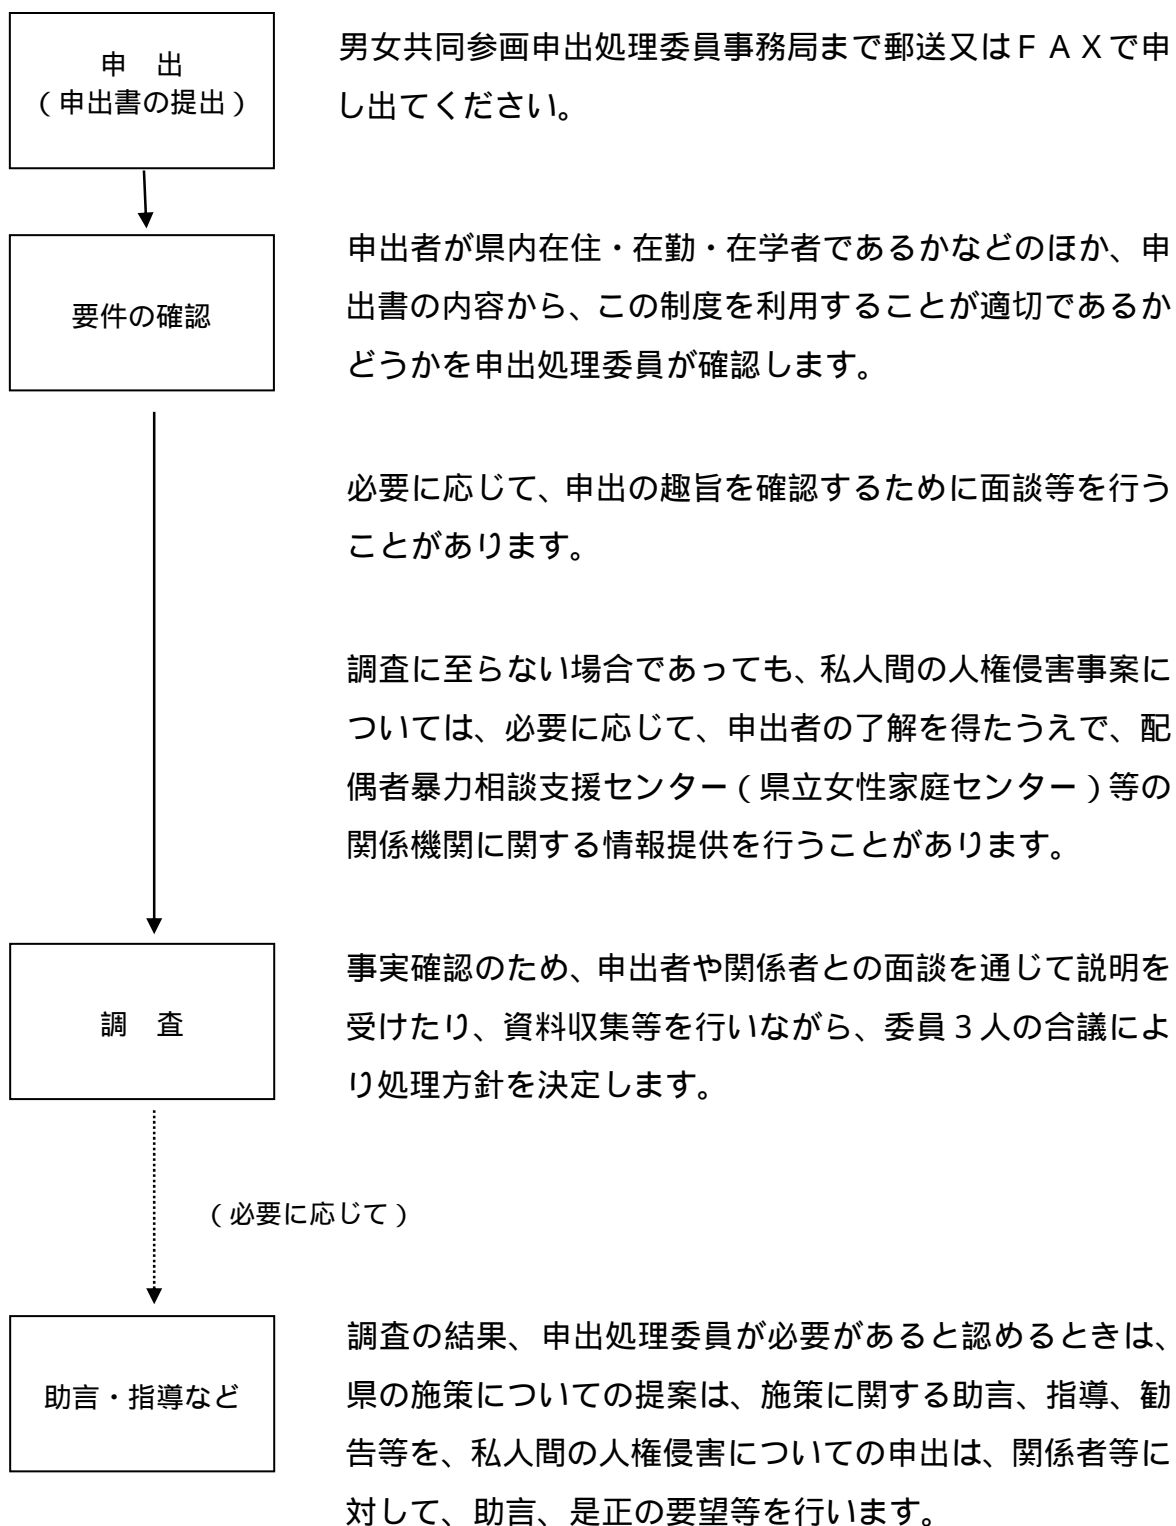 申　出
（申出書の提出）
男女共同参画申出処理委員事務局まで郵送又はＦＡＸで申
し出てください。
要件の確認
申出者が県内在住・在勤・在学者であるかなどのほか、申
出書の内容から、この制度を利用することが適切であるか
どうかを申出処理委員が確認します。
必要に応じて、申出の趣旨を確認するために面談等を行う
ことがあります。
調査に至らない場合であっても、私人間の人権侵害事案に
ついては、必要に応じて、申出者の了解を得たうえで、配
偶者暴力相談支援センター（県立女性家庭センター）等の
関係機関に関する情報提供を行うことがあります。
調　査
事実確認のため、申出者や関係者との面談を通じて説明を
受けたり、資料収集等を行いながら、委員３人の合議によ
り処理方針を決定します。
（必要に応じて）
助言・指導など
調査の結果、申出処理委員が必要があると認めるときは、
県の施策についての提案は、施策に関する助言、指導、勧
告等を、私人間の人権侵害についての申出は、関係者等に
対して、助言、是正の要望等を行います。